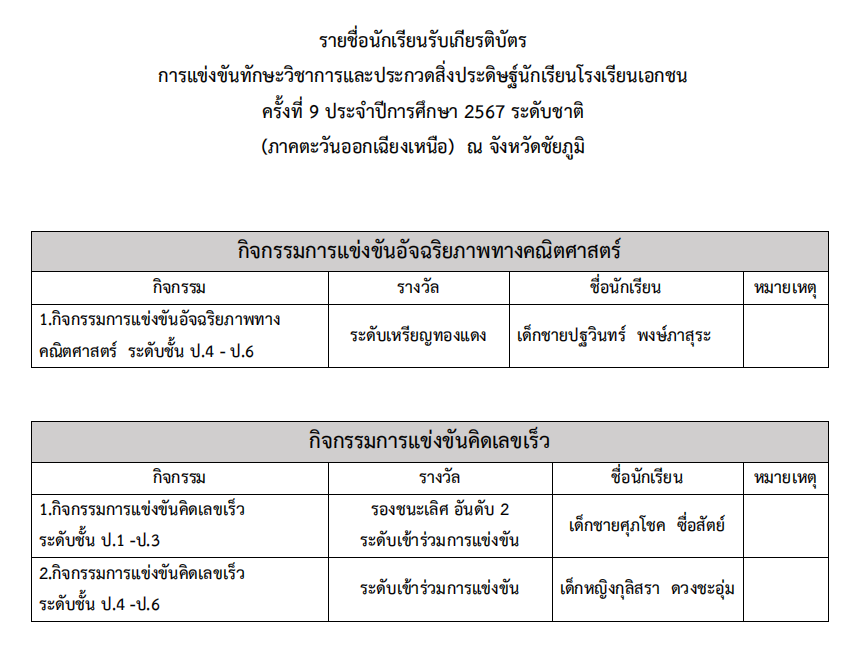 รายชื่อนักเรียนรับเกียรติบัตร
การแข่งขันทักษะวิชาการและประกวดสิ่งประดิษฐ์นักเรียนโรงเรียนเอกชน
ครั้งที่ 9 ประจำปีการศึกษา 2567 ระดับชาติ
(ภาคตะวันออกเฉียงเหนือ) ณ จังหวัดชัยภูมิ
กิจกรรมการแข่งขันอัจฉริยภาพทางคณิตศาสตร์
กิจกรรม รางวัล ชื่อนักเรียน หมายเหตุ
1.กิจกรรมการแข่งขันอัจฉริยภาพทาง
คณิตศาสตร์ ระดับชั้น ป.4 - ป.6
ระดับเหรียญทองแดง
เด็กชายปฐวินทร์ พงษ์ภาสุระ
กิจกรรมการแข่งขันคิดเลขเร็ว
กิจกรรม รางวัล ชื่อนักเรียน หมายเหตุ
1.กิจกรรมการแข่งขันคิดเลขเร็ว
ระดับชั้น ป.1 -ป.3
รองชนะเลิศ อันดับ 2
ระดับเข้าร่วมการแข่งขัน
เด็กชายศุภโชค ซื่อสัตย์
2.กิจกรรมการแข่งขันคิดเลขเร็ว
ระดับชั้น ป.4 -ป.6
ระดับเข้าร่วมการแข่งขัน
เด็กหญิงกุลิสรา ดวงชะอุ่ม